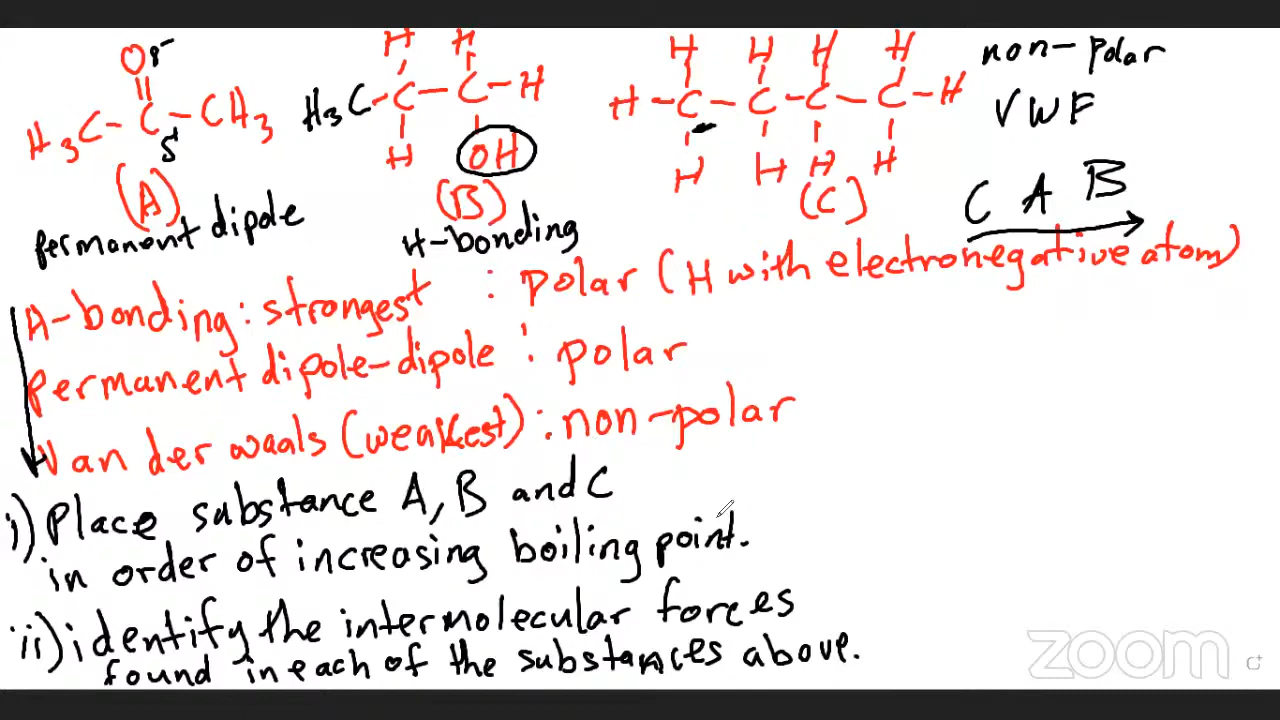 Oδ- H H H H H H non-polar
H3C-C-CH3 H3C-C-C-H H-C-C-C-C-H VWF
δ+ H OH H H H H
(A) (B) (C) C A B
permanent dipole H-bonding
H-bonding: strongest : polar (H with electronegative atom)
permanent dipole-dipole : polar
Van der waals (weakest) : non-polar
i) Place substance A, B and C
in order of increasing boiling point.
ii) identify the intermolecular forces
found in each of the substances above.
zoom